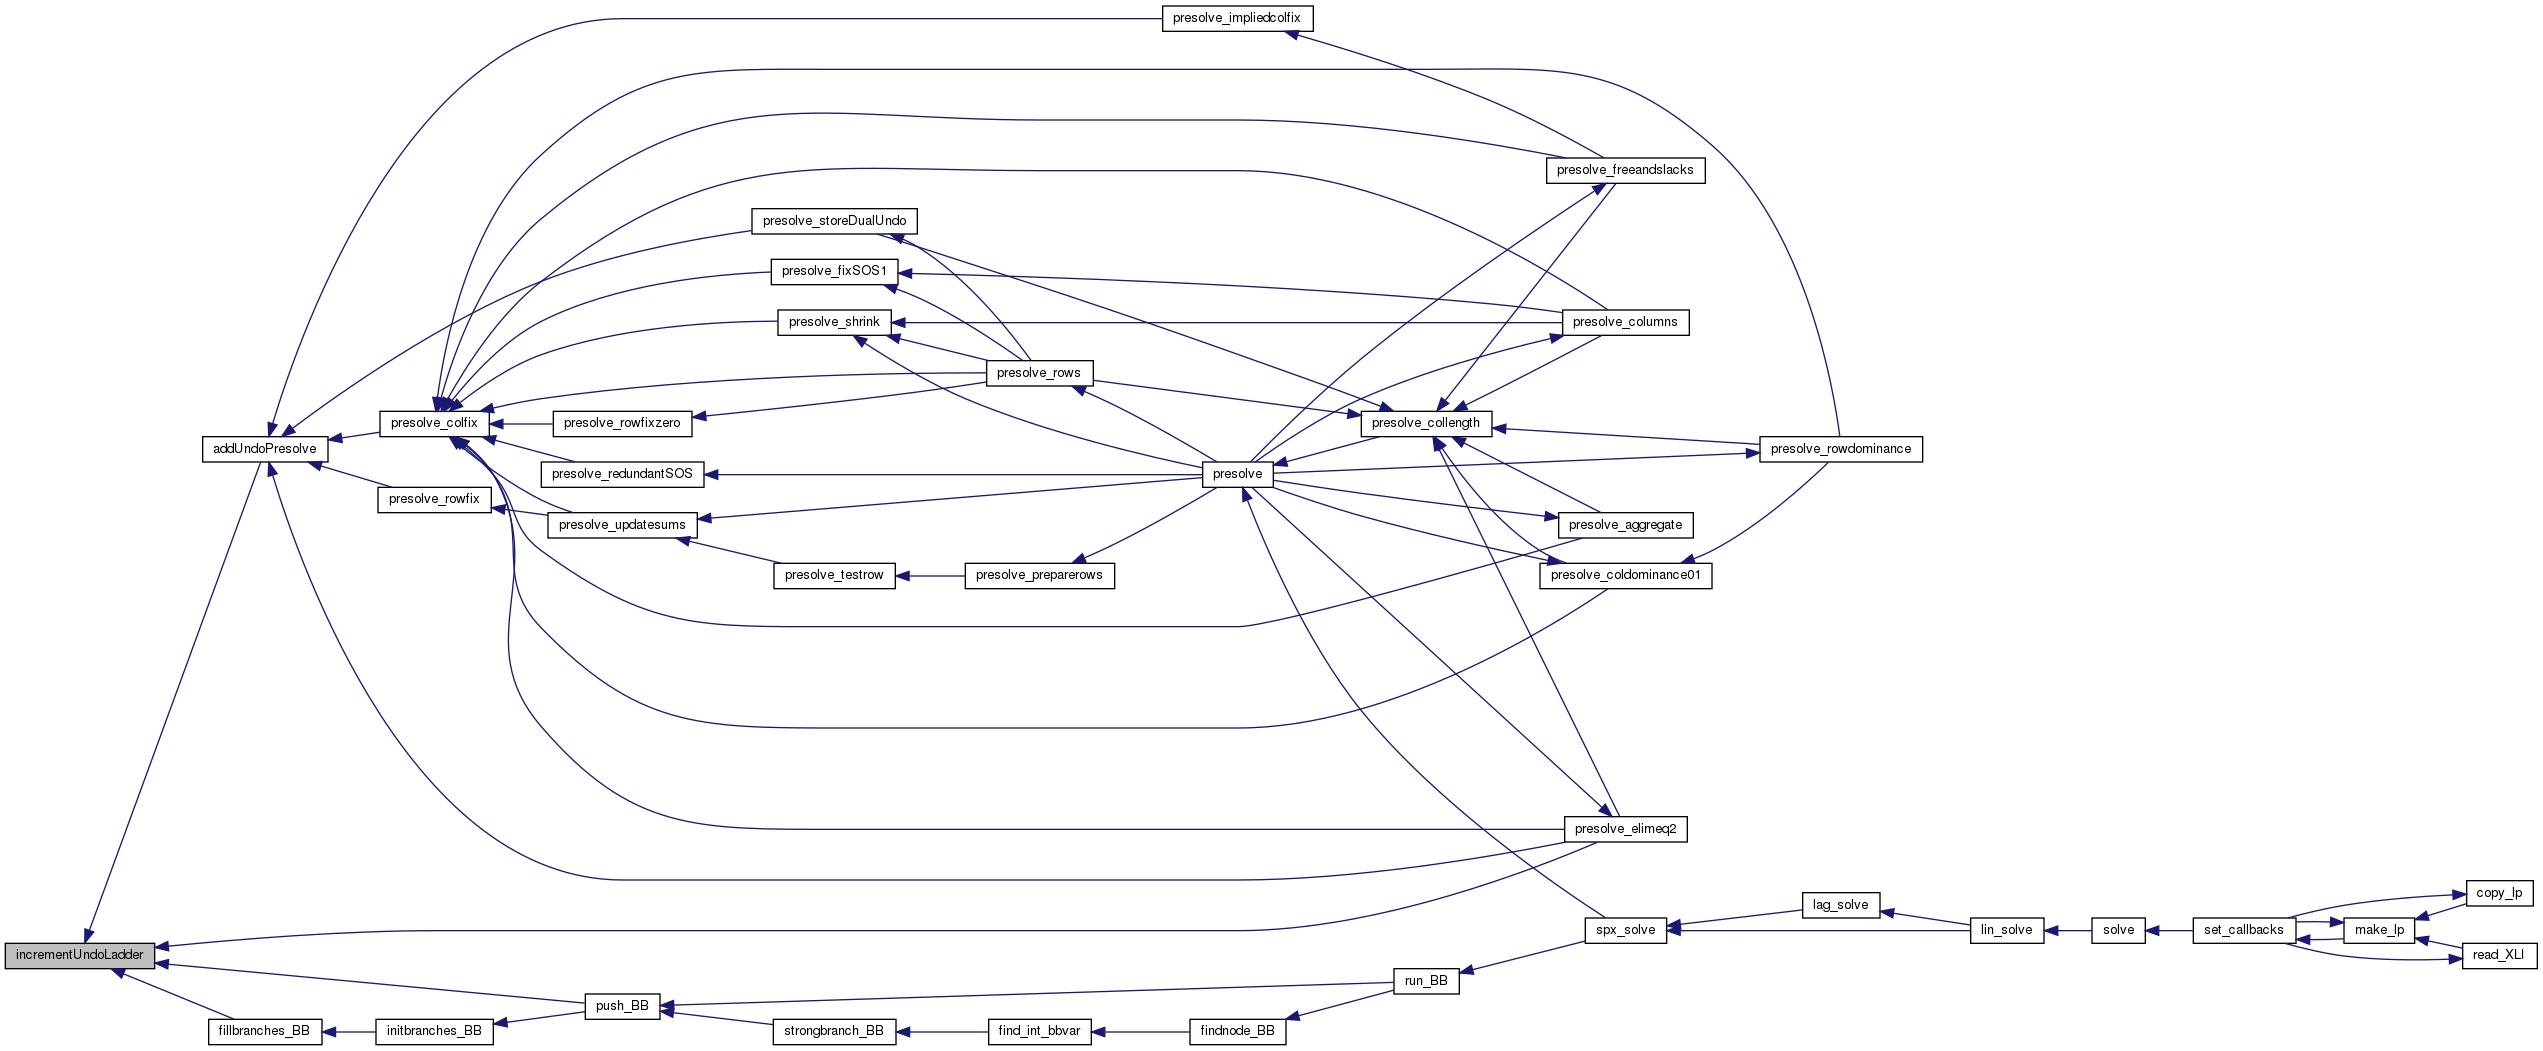 presolve_impliedcolfix
presolve_freeandslacks
presolve_storeDualUndo
presolve_fixSOS1
presolve_shrink
presolve_columns
presolve_rows
presolve_colfix
presolve_rowfixzero
presolve_collength
addUndoPresolve
presolve_rowdominance
presolve_redundantSOS
presolve
presolve_rowfix
presolve_updatesums
presolve_aggregate
presolve_testrow
presolve_preparerows
presolve_coldominance01
presolve_elimeq2
copy_lp
lag_solve
spx_solve
lin_solve
solve
set_callbacks
make_lp
incrementUndoLadder
read_XLI
run_BB
push_BB
fillbranches_BB
initbranches_BB
strongbranch_BB
find_int_bbvar
findnode_BB